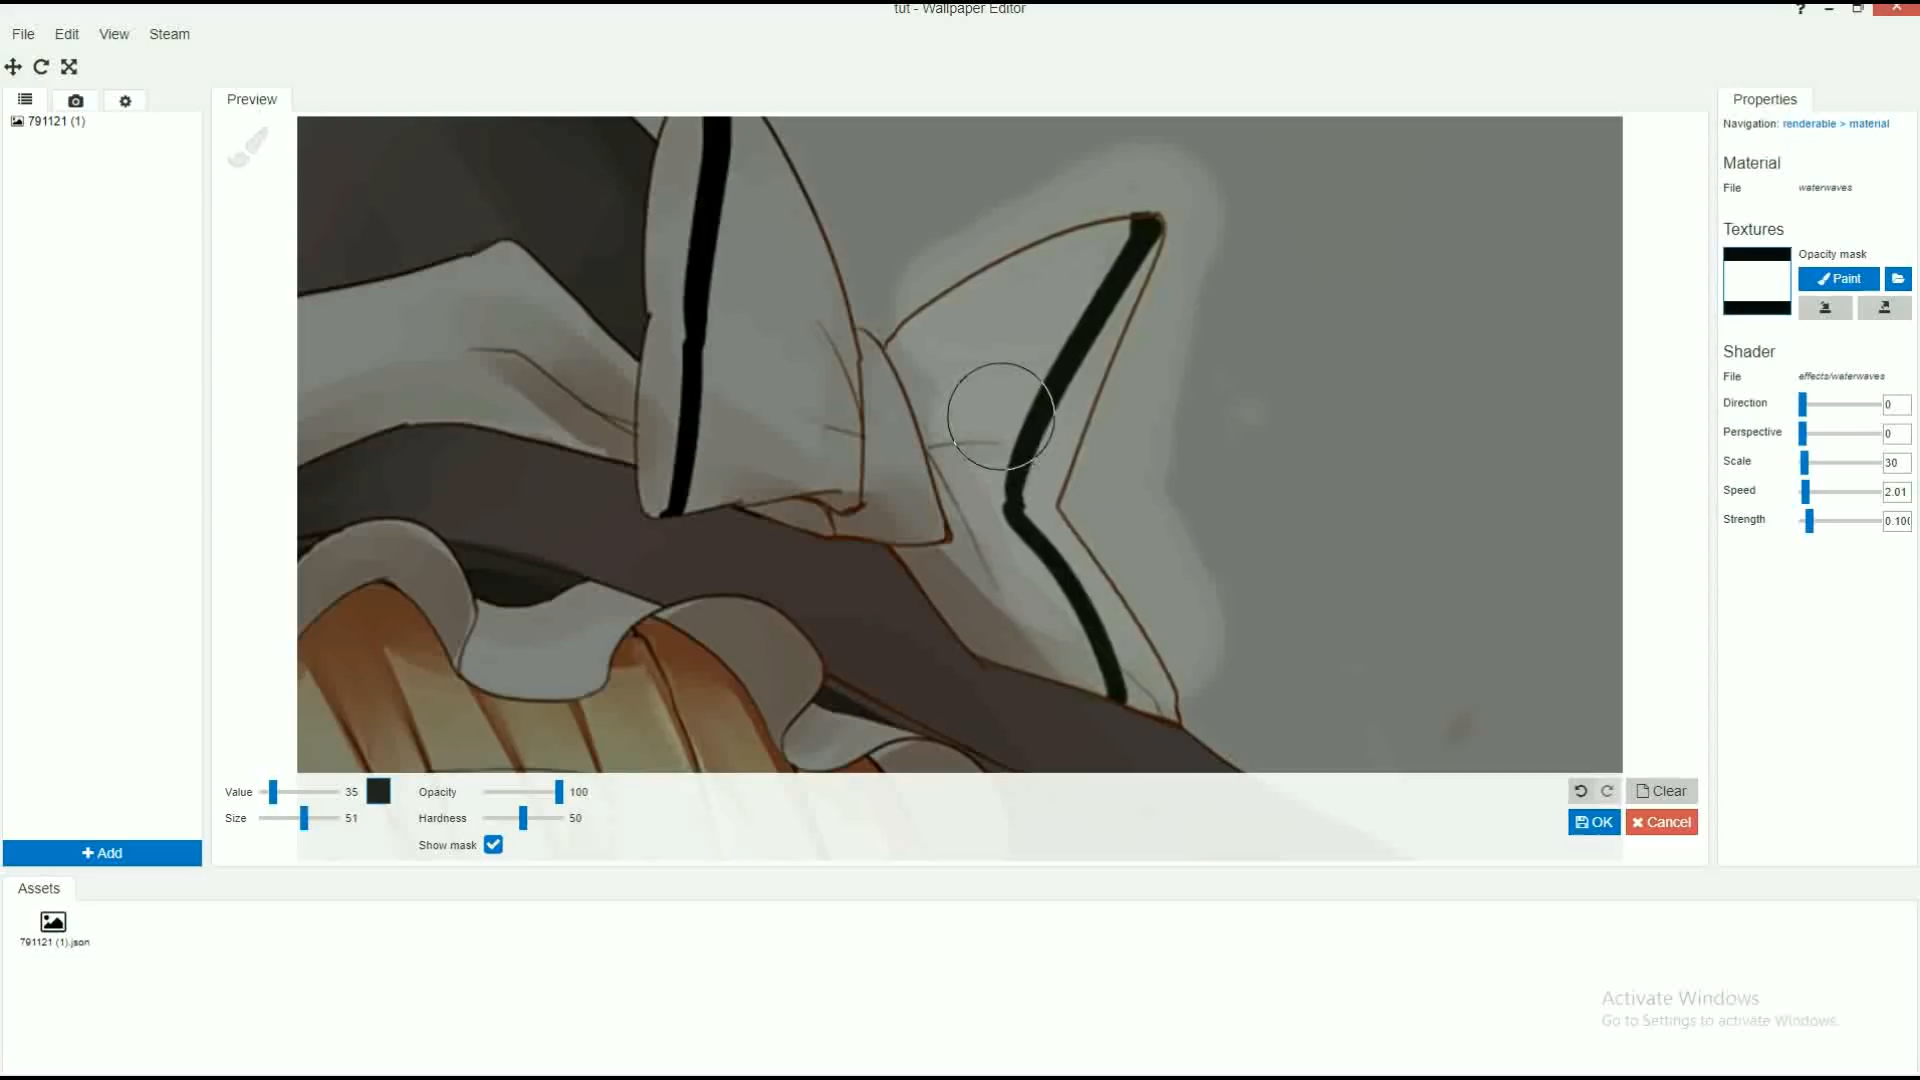 tut - Wallpaper Editor
File Edit View Steam
Preview
Properties
791121 (1)
Navigation: renderable > material
Material
File waterwaves
Textures
Opacity mask
Paint
Shader
File effects/waterwaves
Direction 0
Perspective 0
Scale 30
Speed 2.01
Strength 0.100
Value 35 Opacity 100
Clear
Size 51 Hardness 50
OK Cancel
Show mask
+ Add
Assets
791121 (1).json
Activate Windows
Go to Settings to activate Windows.